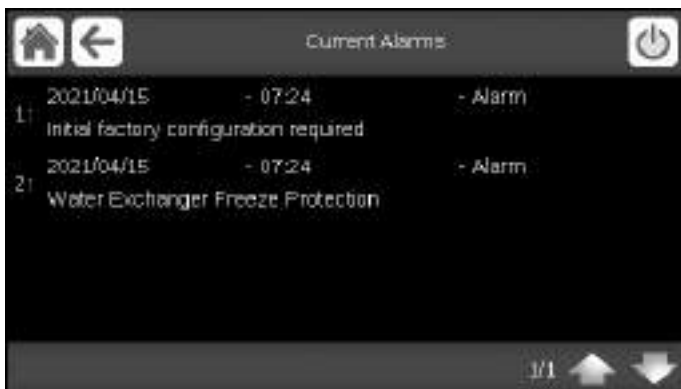 Current Alarms
1↑ 2021/04/15 - 07:24 - Alarm
Initial factory configuration required
2↑ 2021/04/15 - 07:24 - Alarm
Water Exchanger Freeze Protection
1/1